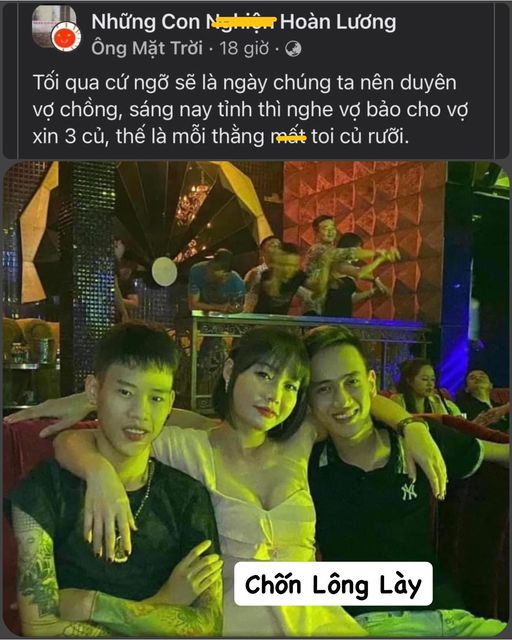 Những Con Nghiện Hoàn Lương
Ông Mặt Trời · 18 giờ ·
Tối qua cứ ngỡ sẽ là ngày chúng ta nên duyên
vợ chồng, sáng nay tỉnh thì nghe vợ bảo cho vợ
xin 3 củ, thế là mỗi thằng mất toi củ rưỡi.
NY
Chốn Lông Lày